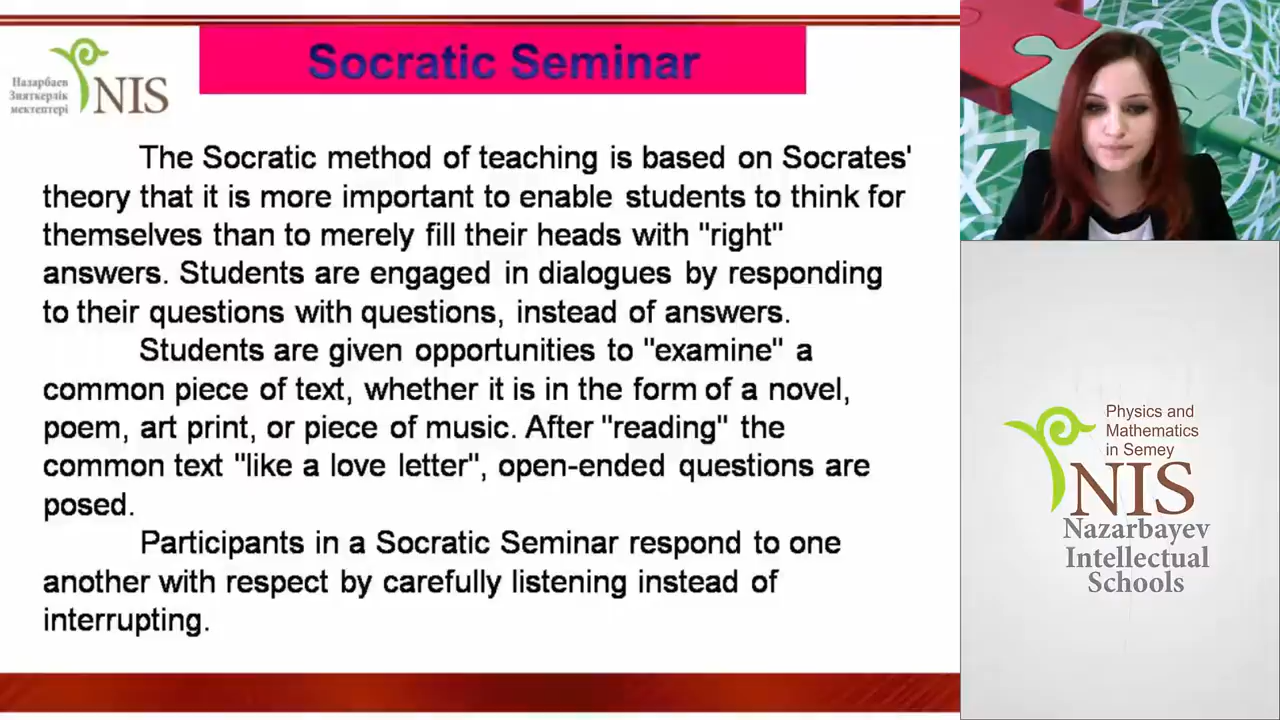 Socratic Seminar
Назарбаев
Зияткерлік
мектептері
NIS
The Socratic method of teaching is based on Socrates'
theory that it is more important to enable students to think for
themselves than to merely fill their heads with "right"
answers. Students are engaged in dialogues by responding
to their questions with questions, instead of answers.
Students are given opportunities to "examine" a
common piece of text, whether it is in the form of a novel,
poem, art print, or piece of music. After "reading" the
common text "like a love letter", open-ended questions are
posed.
Participants in a Socratic Seminar respond to one
another with respect by carefully listening instead of
interrupting.
Physics and
Mathematics
in Semey
NIS
Nazarbayev
Intellectual
Schools